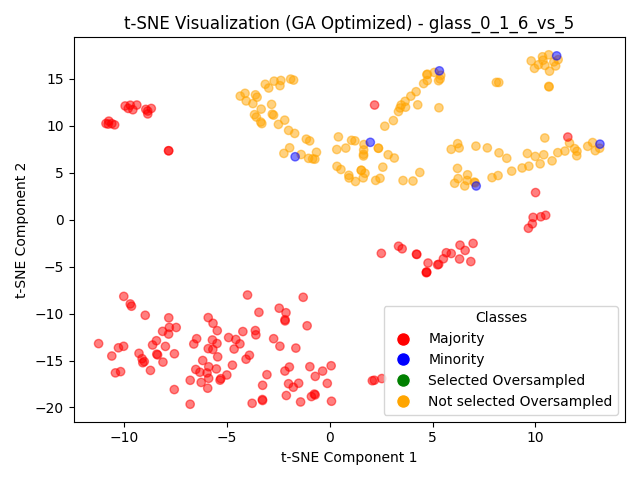 t-SNE Visualization (GA Optimized) - glass_0_1_6_vs_5
t-SNE Component 2
15
10
5
0
−5
−10
−15
−20
Classes
Majority
Minority
Selected Oversampled
Not selected Oversampled
−10
−5
0
5
10
t-SNE Component 1